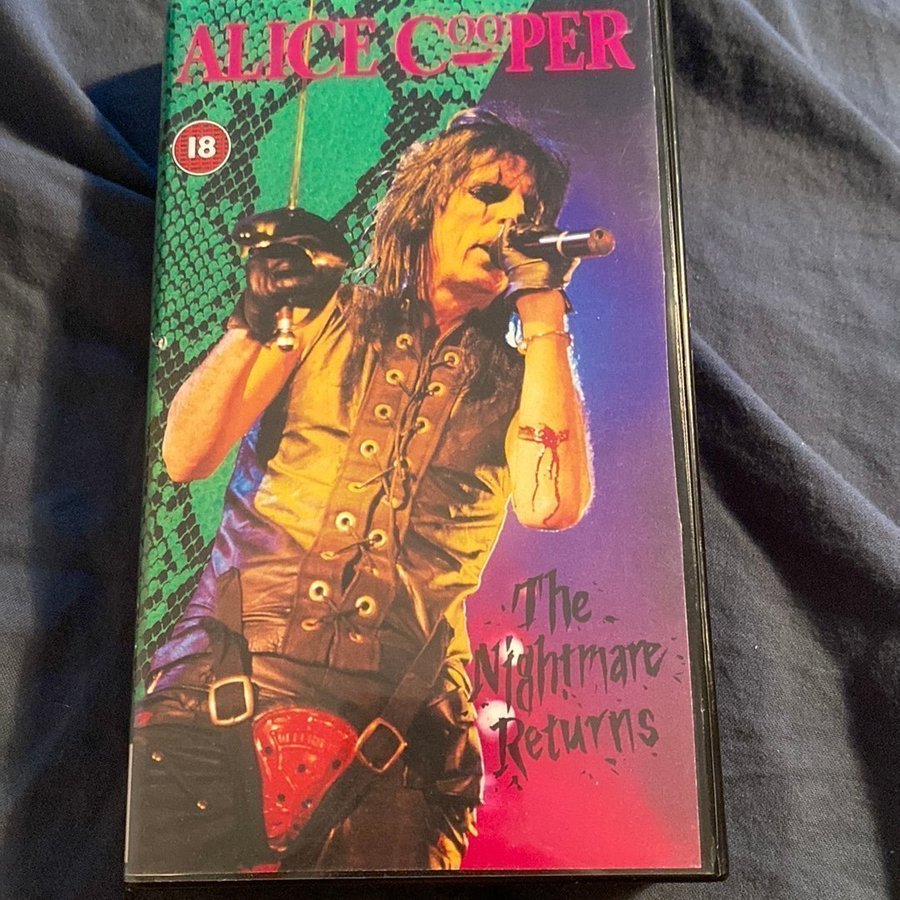 ALICE COOPER
18
The
Nightmare
Returns